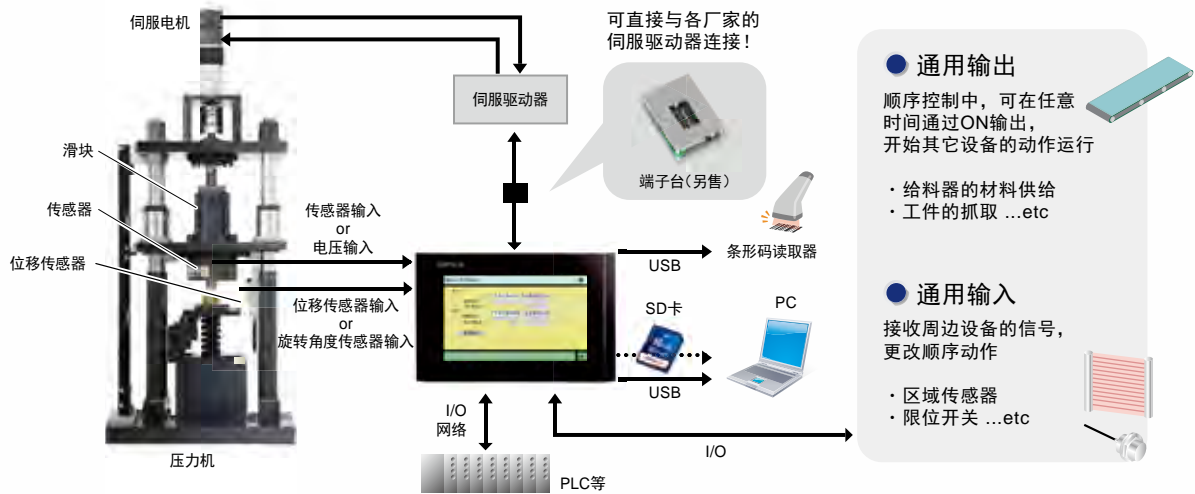 伺服电机
可直接与各厂家的
伺服驱动器连接！
伺服驱动器
端子台（另售）
滑块
传感器
位移传感器
传感器输入
or
电压输入
位移传感器输入
or
旋转角度传感器输入
USB
条形码读取器
SD卡
PC
USB
I/O
网络
I/O
PLC等
压力机
通用输出
顺序控制中，可在任意
时间通过ON输出，
开始其它设备的动作运行
・给料器的材料供给
・工件的抓取 ...etc
通用输入
接收周边设备的信号，
更改顺序动作
・区域传感器
・限位开关 ...etc